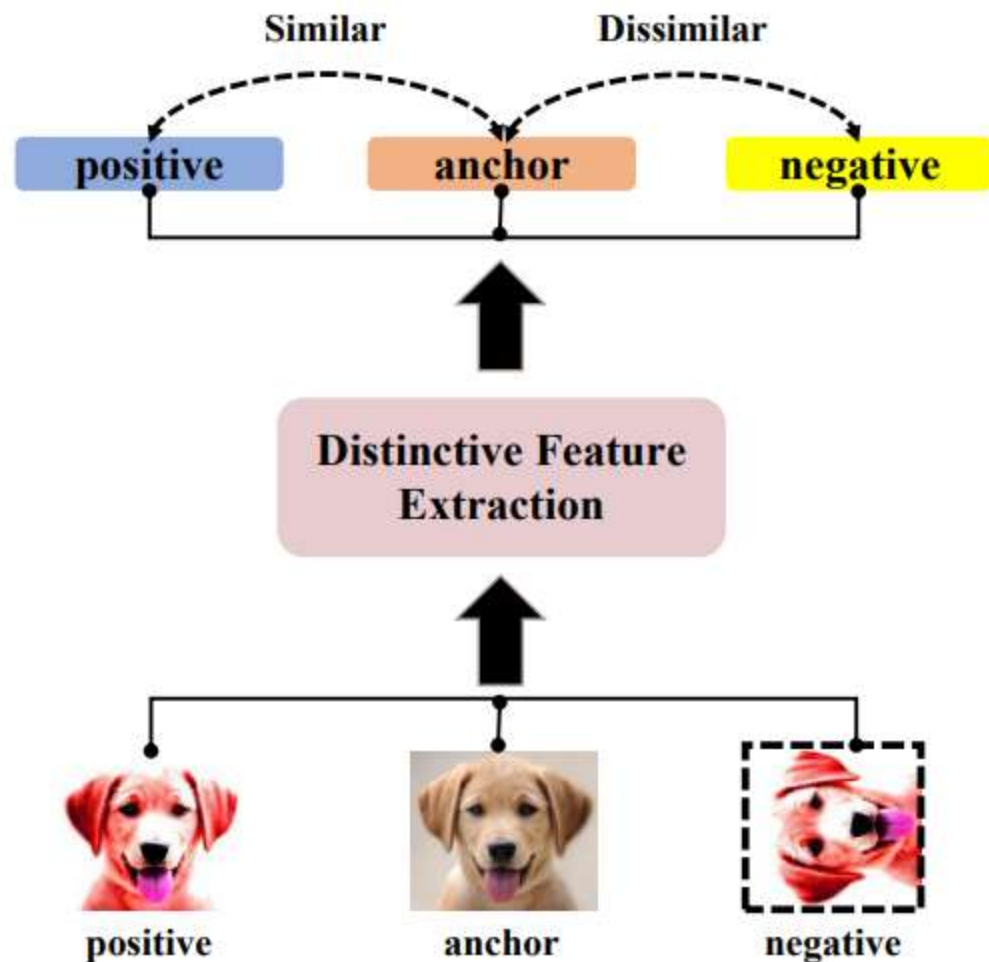 Similar
Dissimilar
positive
anchor
negative
Distinctive Feature
Extraction
positive
anchor
negative